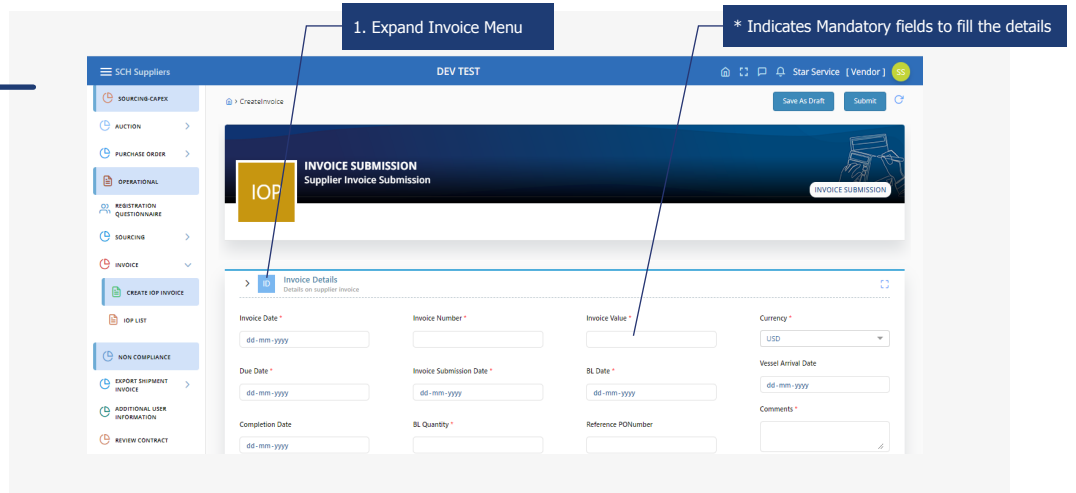 1. Expand Invoice Menu
* Indicates Mandatory fields to fill the details
SCH Suppliers
DEV TEST
Star Service [ Vendor ]
SS
SOURCING-CAPEX
AUCTION
PURCHASE ORDER
OPERATIONAL
REGISTRATION
QUESTIONNAIRE
SOURCING
INVOICE
CREATE IOP INVOICE
IOP LIST
NON COMPLIANCE
EXPORT SHIPMENT
INVOICE
ADDITIONAL USER
INFORMATION
REVIEW CONTRACT
> CreateInvoice
Save As Draft
Submit
IOP
INVOICE SUBMISSION
Supplier Invoice Submission
INVOICE SUBMISSION
ID
Invoice Details
Details on supplier invoice
Invoice Date *
Invoice Number *
Invoice Value *
Currency *
dd-mm-yyyy
USD
Due Date *
Invoice Submission Date *
BL Date *
Vessel Arrival Date
dd-mm-yyyy
dd-mm-yyyy
dd-mm-yyyy
dd-mm-yyyy
Completion Date
BL Quantity *
Reference PONumber
Comments *
dd-mm-yyyy